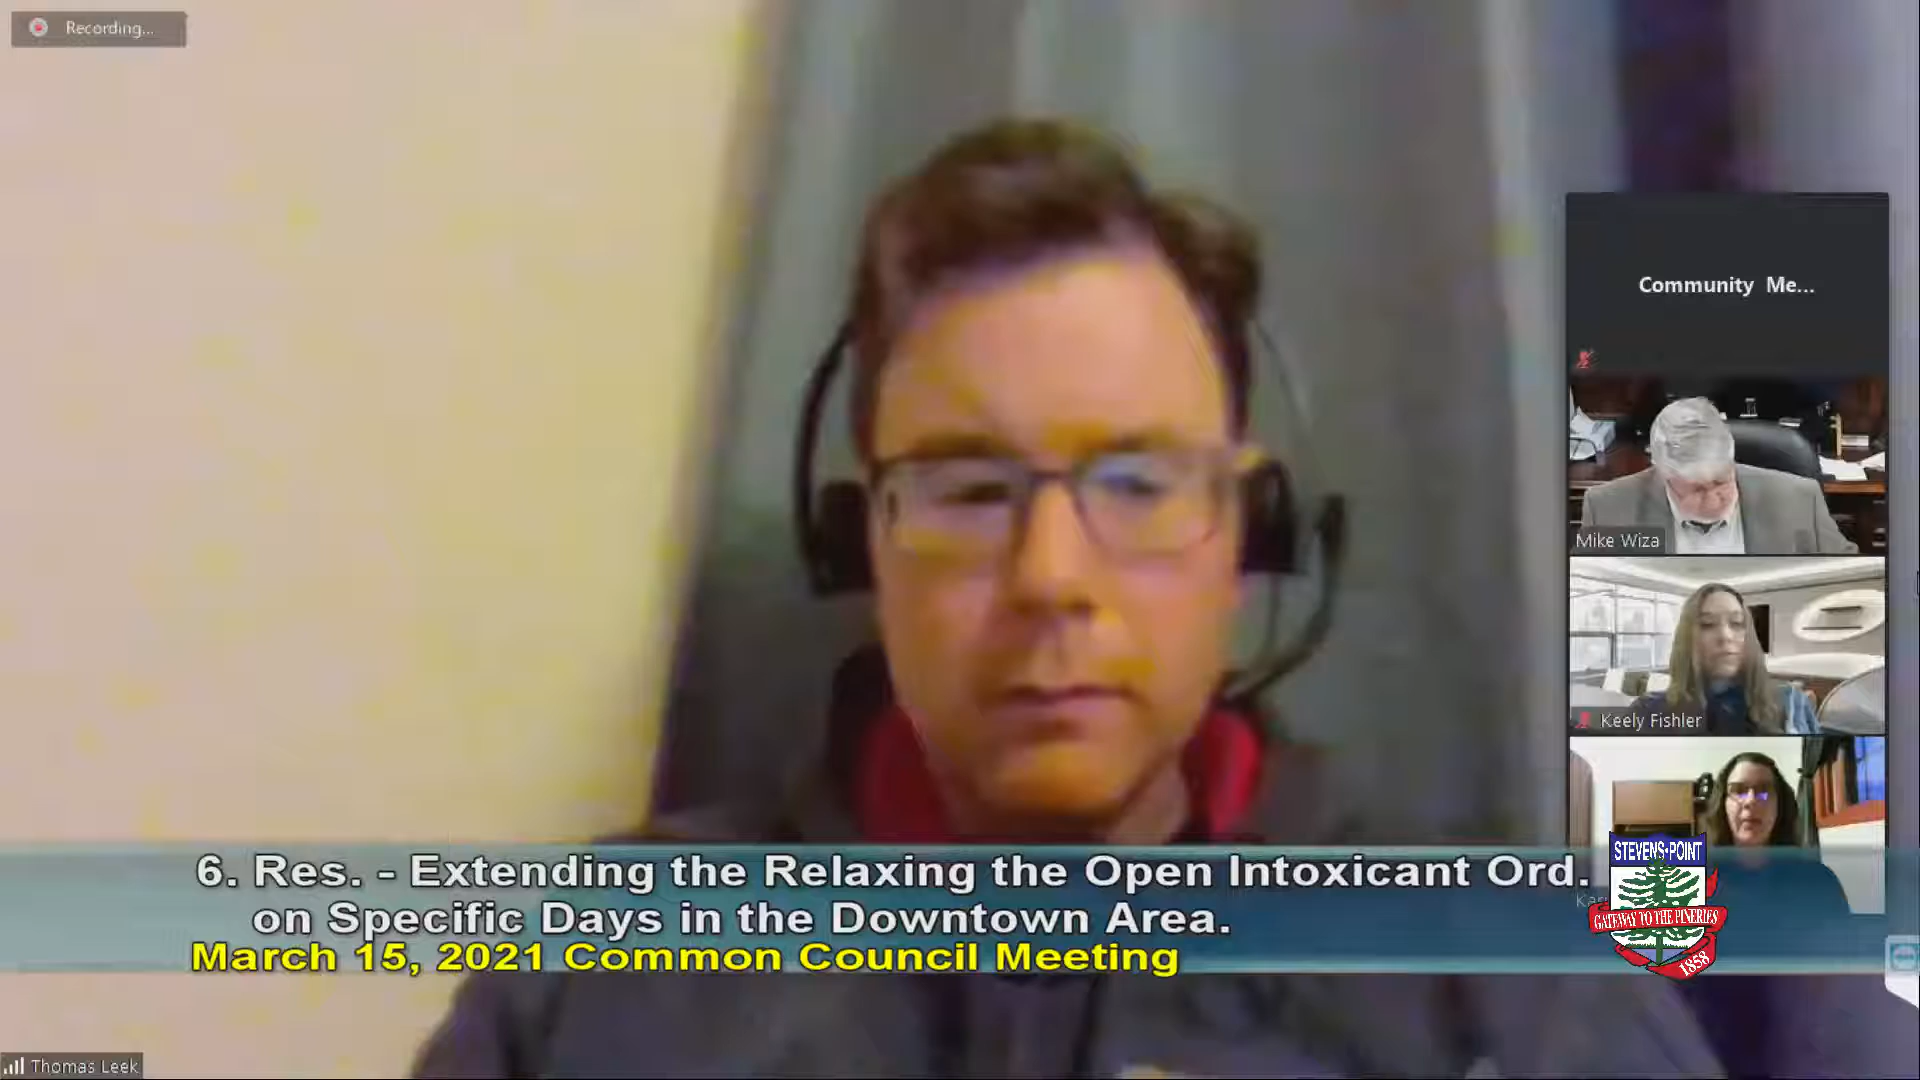 Recording...
Community Me...
Mike Wiza
Keely Fishler
6. Res. - Extending the Relaxing the Open Intoxicant Ord.
on Specific Days in the Downtown Area.
March 15, 2021 Common Council Meeting
STEVENS•POINT
GATEWAY TO THE PINERIES
1858
Thomas Leek